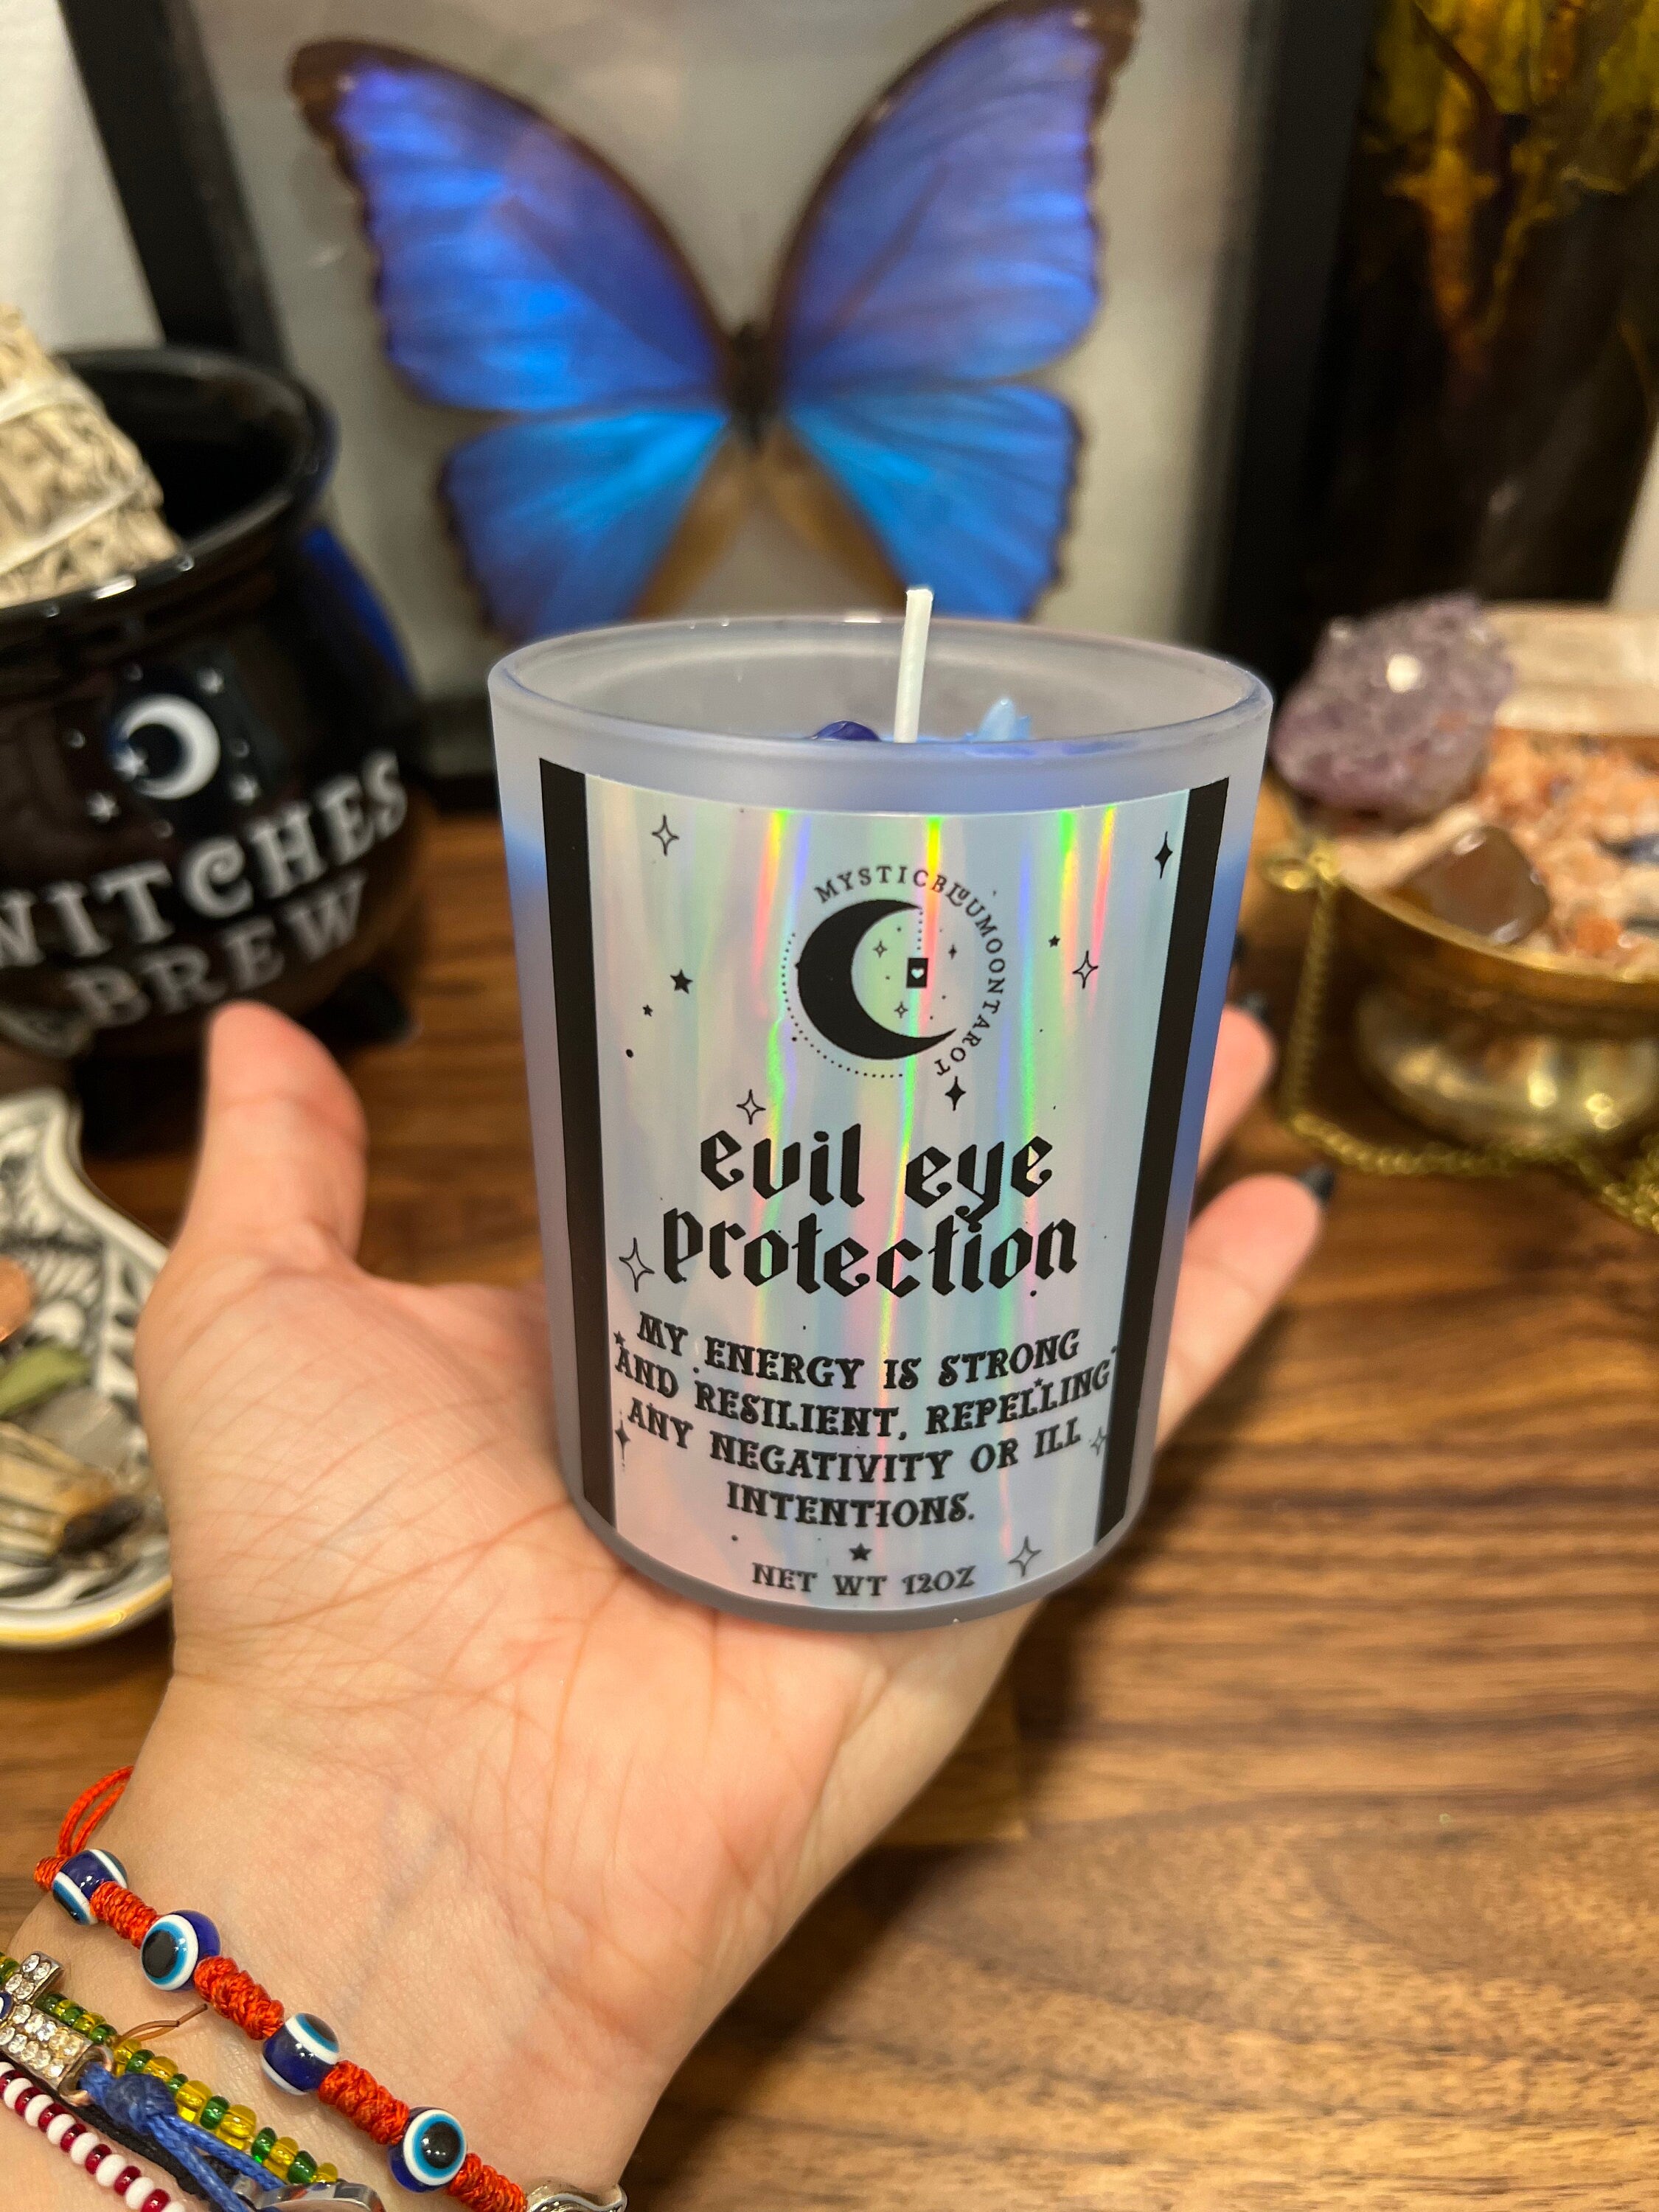 WITCHES
BREW
MYSTICBLOUMOONTAROT
evil eye
protection
MY ENERGY IS STRONG
AND RESILIENT, REPELLING
ANY NEGATIVITY OR ILL
INTENTIONS.
NET WT 12OZ